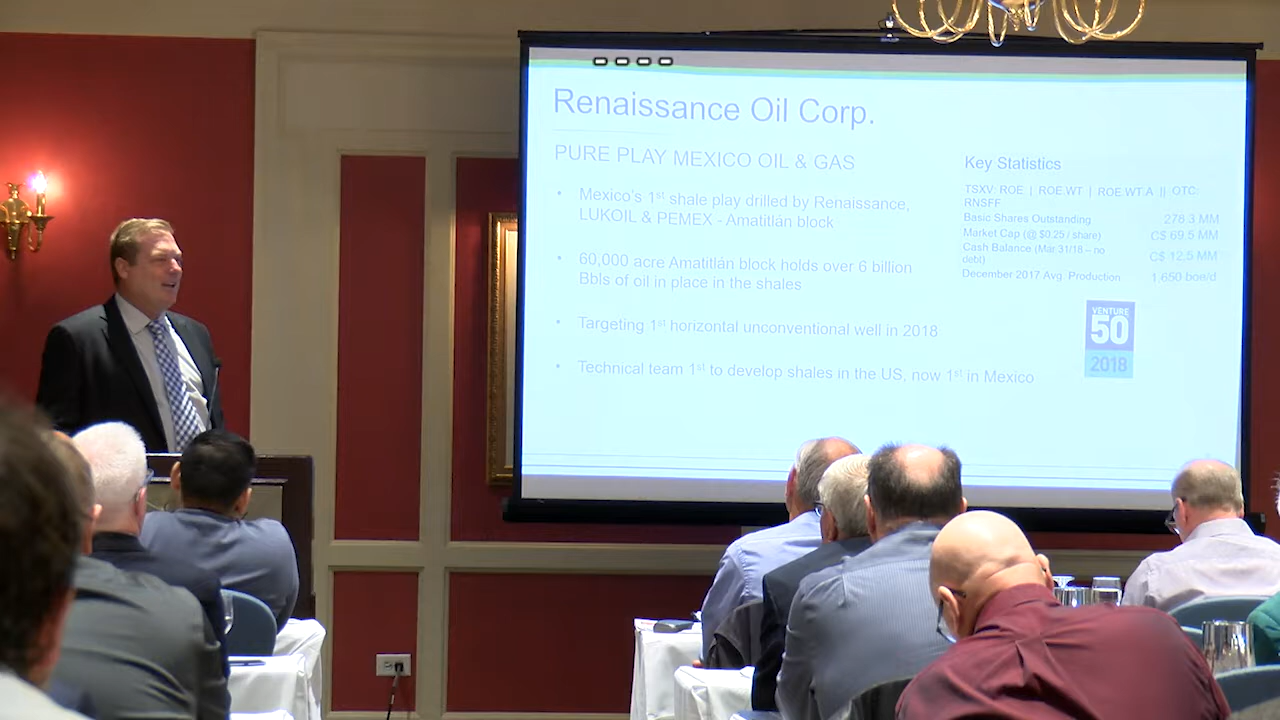 Renaissance Oil Corp.
PURE PLAY MEXICO OIL & GAS
• Mexico's 1st shale play drilled by Renaissance,
LUKOIL & PEMEX - Amatitlán block
• 60,000 acre Amatitlán block holds over 6 billion
Bbls of oil in place in the shales
• Targeting 1st horizontal unconventional well in 2018
• Technical team 1st to develop shales in the US, now 1st in Mexico
Key Statistics
TSXV: ROE | ROE.WT | ROE.WT.A || OTC:
RNSFF
Basic Shares Outstanding 278.3 MM
Market Cap (@ $0.25 / share) C$ 69.5 MM
Cash Balance (Mar 31/18 – no
debt) C$ 12.5 MM
December 2017 Avg. Production 1,650 boe/d
VENTURE
50
2018